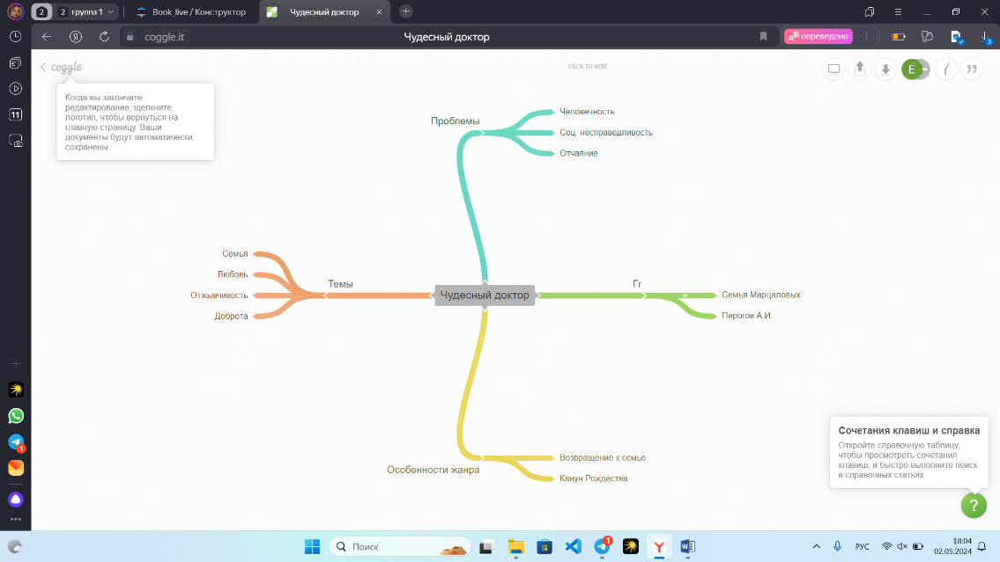 2
2 группа 1
Book_live / Конструктор
Чудесный доктор
coggle.it
Чудесный доктор
переведено
3
11
coggle
click to edit
E
Когда вы закончите
редактирование, щелкните
логотип, чтобы вернуться на
главную страницу. Ваши
документы будут автоматически
сохранены.
Проблемы
Человечность
Соц. несправедливость
Отчаяние
Темы
Семья
Любовь
Отжывчивость
Доброта
Чудесный доктор
Гг
Семья Марцаловых
Пирогов А.И.
Особенности жанра
Возвращение к семье
Канун Рождества
Сочетания клавиш и справка
Откройте справочную таблицу,
чтобы просмотреть сочетания
клавиш, и быстро выполните поиск
в справочных статьях.
?
1
Поиск
1
РУС
18:04
02.05.2024